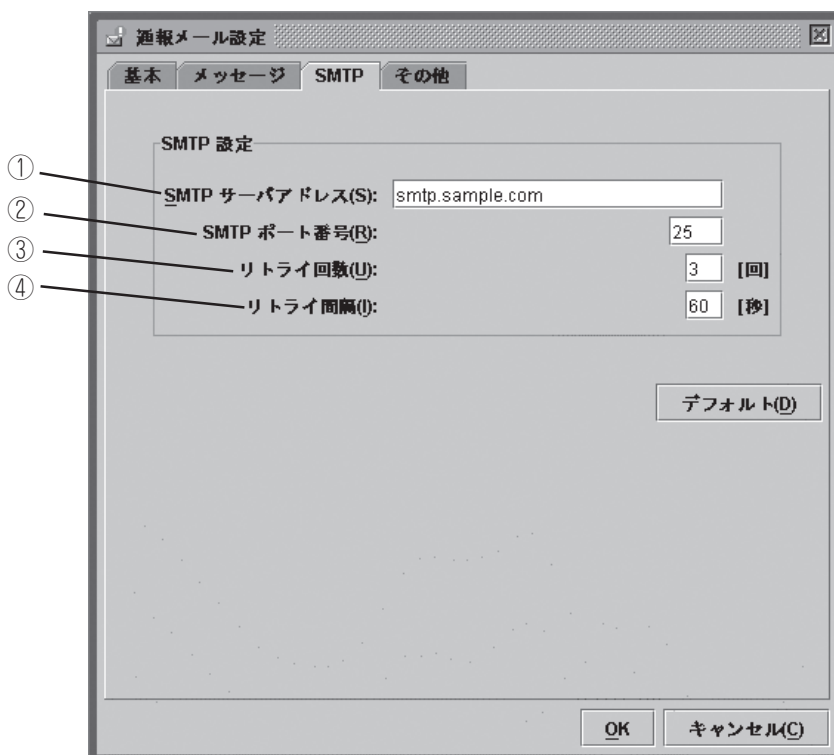 通報メール設定
基本 メッセージ SMTP その他
SMTP 設定
① SMTP サーバアドレス(S): smtp.sample.com
② SMTP ポート番号(R): 25
③ リトライ回数(U): 3 [回]
④ リトライ間隔(I): 60 [秒]
デフォルト(D)
OK キャンセル(C)